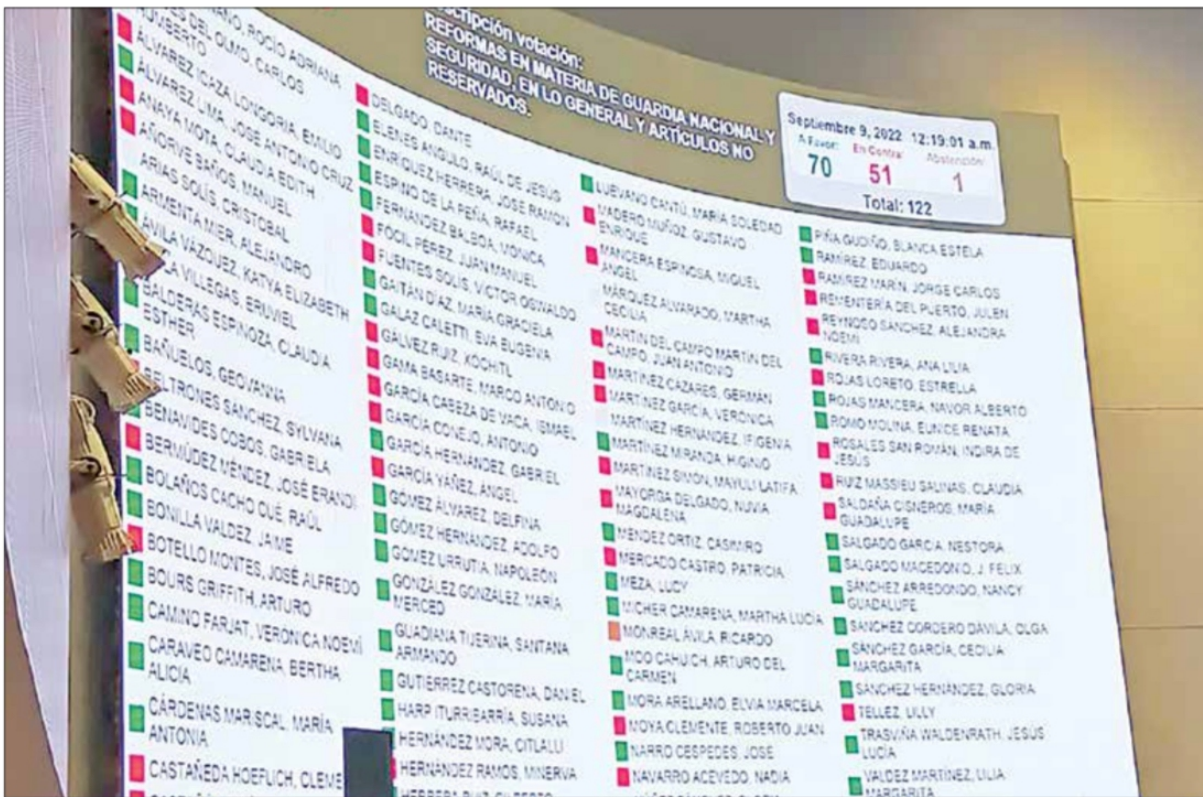 scripción votación:
REFORMAS EN MATERIA DE GUARDIA NACIONAL Y
SEGURIDAD, EN LO GENERAL Y ARTÍCULOS NO
RESERVADOS.
Septiembre 9, 2022 12:19:01 a.m.
A Favor: En Contra: Abstención:
70 51 1
Total: 122
ROCÍO ADRIANA
DEL OLMO, CARLOS
HUMBERTO
ÁLVAREZ ICAZA LONGORIA, EMILIO
ÁLVAREZ LIMA, JOSÉ ANTONIO CRUZ
ANAYA MOTA, CLAUDIA EDITH
AÑORVE BAÑOS, MANUEL
ARIAS SOLÍS, CRISTOBAL
ARMENTA MIER, ALEJANDRO
ÁVILA VÁZQUEZ, KATYA ELIZABETH
VILLEGAS, ERUVIEL
BALDERAS ESPINOZA, CLAUDIA
ESTHER
BAÑUELOS, GEOVANNA
BELTRONES SÁNCHEZ, SYLVANA
BENAVIDES COBOS, GABRIELA
BERMÚDEZ MÉNDEZ, JOSÉ ERANDI
BOLAÑOS CACHO CUÉ, RAÚL
BONILLA VALDEZ, JAIME
BOTELLO MONTES, JOSÉ ALFREDO
BOURS GRIFFITH, ARTURO
CAMINO FARJAT, VERÓNICA NOEMÍ
CARAVEO CAMARENA, BERTHA
ALICIA
CÁRDENAS MARISCAL, MARÍA
ANTONIA
CASTAÑEDA HOEFLICH, CLEME
DELGADO, DANTE
ELENES ANGULO, RAÚL DE JESÚS
ENRÍQUEZ HERRERA, JOSÉ RAMÓN
ESPINO DE LA PEÑA, RAFAEL
FERNÁNDEZ BALBOA, MÓNICA
FÓCIL PÉREZ, JUAN MANUEL
FUENTES SOLÍS, VÍCTOR OSWALDO
GAITÁN DÍAZ, MARÍA GRACIELA
GALAZ CALETTI, EVA EUGENIA
GÁLVEZ RUIZ, XÓCHITL
GAMA BASARTE, MARCO ANTONIO
GARCÍA CABEZA DE VACA, ISMAEL
GARCÍA CONEJO, ANTONIO
GARCÍA HERNÁNDEZ, GABRIEL
GARCÍA YÁÑEZ, ÁNGEL
GÓMEZ ÁLVAREZ, DELFINA
GÓMEZ HERNÁNDEZ, ADOLFO
GÓMEZ URRUTIA, NAPOLEÓN
GONZÁLEZ GONZÁLEZ, MARÍA
MERCED
GUADIANA TIJERINA, SANTANA
ARMANDO
GUTIÉRREZ CASTORENA, DANIEL
HARP ITURRIBARRÍA, SUSANA
HERNÁNDEZ MORA, CITLALLI
HERNÁNDEZ RAMOS, MINERVA
LUEVANO CANTÚ, MARÍA SOLEDAD
MADERO MUÑOZ, GUSTAVO
ENRIQUE
MANCERA ESPINOSA, MIGUEL
ÁNGEL
MÁRQUEZ ALVARADO, MARTHA
CECILIA
MARTÍN DEL CAMPO MARTÍN DEL
CAMPO, JUAN ANTONIO
MARTÍNEZ CÁZARES, GERMÁN
MARTÍNEZ GARCÍA, VERÓNICA
MARTÍNEZ HERNÁNDEZ, IFIGENIA
MARTÍNEZ MIRANDA, HIGINIO
MARTÍNEZ SIMÓN, MAYULI LATIFA
MAYORGA DELGADO, NUVIA
MAGDALENA
MÉNDEZ ORTIZ, CASIMIRO
MERCADO CASTRO, PATRICIA
MEZA, LUCY
MICHER CAMARENA, MARTHA LUCÍA
MONREAL ÁVILA, RICARDO
MOO CAHUICH, ARTURO DEL
CARMEN
MORA ARELLANO, ELVIA MARCELA
MOYA CLEMENTE, ROBERTO JUAN
NARRO CÉSPEDES, JOSÉ
NAVARRO ACEVEDO, NADIA
PIÑA GUDIÑO, BLANCA ESTELA
RAMÍREZ, EDUARDO
RAMÍREZ MARÍN, JORGE CARLOS
REMENTERÍA DEL PUERTO, JULEN
REYNOSO SÁNCHEZ, ALEJANDRA
NOEMÍ
RIVERA RIVERA, ANA LILIA
ROJAS LORETO, ESTRELLA
ROJAS MANCERA, NAVOR ALBERTO
ROMO MOLINA, EUNICE RENATA
ROSALES SAN ROMÁN, INDIRA DE
JESÚS
RUIZ MASSIEU SALINAS, CLAUDIA
SALDAÑA CISNEROS, MARÍA
GUADALUPE
SALGADO GARCÍA, NESTORA
SALGADO MACEDONIO, J. FÉLIX
SÁNCHEZ ARREDONDO, NANCY
GUADALUPE
SÁNCHEZ CORDERO DÁVILA, OLGA
SÁNCHEZ GARCÍA, CECILIA
MARGARITA
SÁNCHEZ HERNÁNDEZ, GLORIA
TÉLLEZ, LILLY
TRASVIÑA WALDENRATH, JESÚS
LUCÍA
VALDEZ MARTÍNEZ, LILIA
MARGARITA